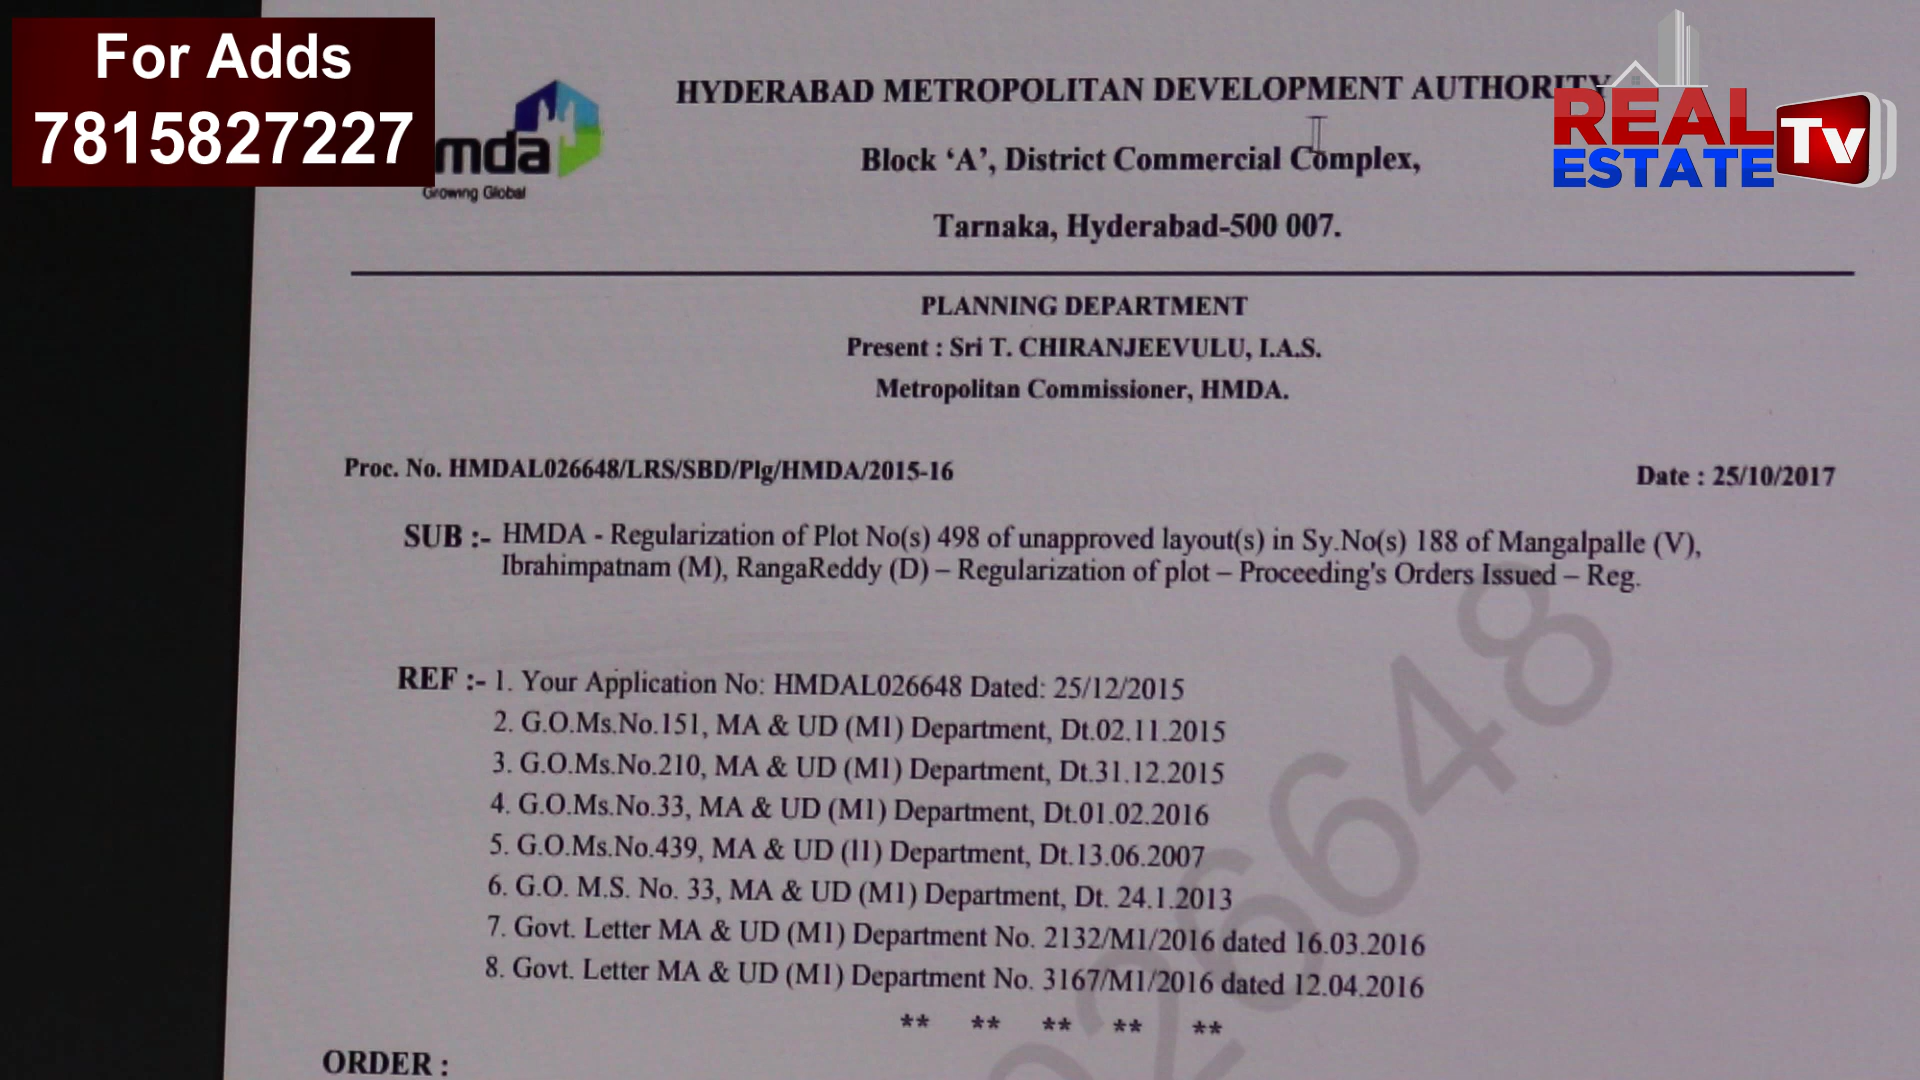 For Adds
7815827227
mda
Growing Global
REAL
ESTATE
Tv
HYDERABAD METROPOLITAN DEVELOPMENT AUTHORITY
Block ‘A’, District Commercial Complex,
Tarnaka, Hyderabad-500 007.
PLANNING DEPARTMENT
Present : Sri T. CHIRANJEEVULU, I.A.S.
Metropolitan Commissioner, HMDA.
Proc. No. HMDAL026648/LRS/SBD/Plg/HMDA/2015-16
Date : 25/10/2017
SUB :- HMDA - Regularization of Plot No(s) 498 of unapproved layout(s) in Sy.No(s) 188 of Mangalpalle (V),
Ibrahimpatnam (M), RangaReddy (D) – Regularization of plot – Proceeding's Orders Issued – Reg.
REF :- 1. Your Application No: HMDAL026648 Dated: 25/12/2015
2. G.O.Ms.No.151, MA & UD (M1) Department, Dt.02.11.2015
3. G.O.Ms.No.210, MA & UD (M1) Department, Dt.31.12.2015
4. G.O.Ms.No.33, MA & UD (M1) Department, Dt.01.02.2016
5. G.O.Ms.No.439, MA & UD (I1) Department, Dt.13.06.2007
6. G.O. M.S. No. 33, MA & UD (M1) Department, Dt. 24.1.2013
7. Govt. Letter MA & UD (M1) Department No. 2132/M1/2016 dated 16.03.2016
8. Govt. Letter MA & UD (M1) Department No. 3167/M1/2016 dated 12.04.2016
** ** ** ** **
ORDER :
026648